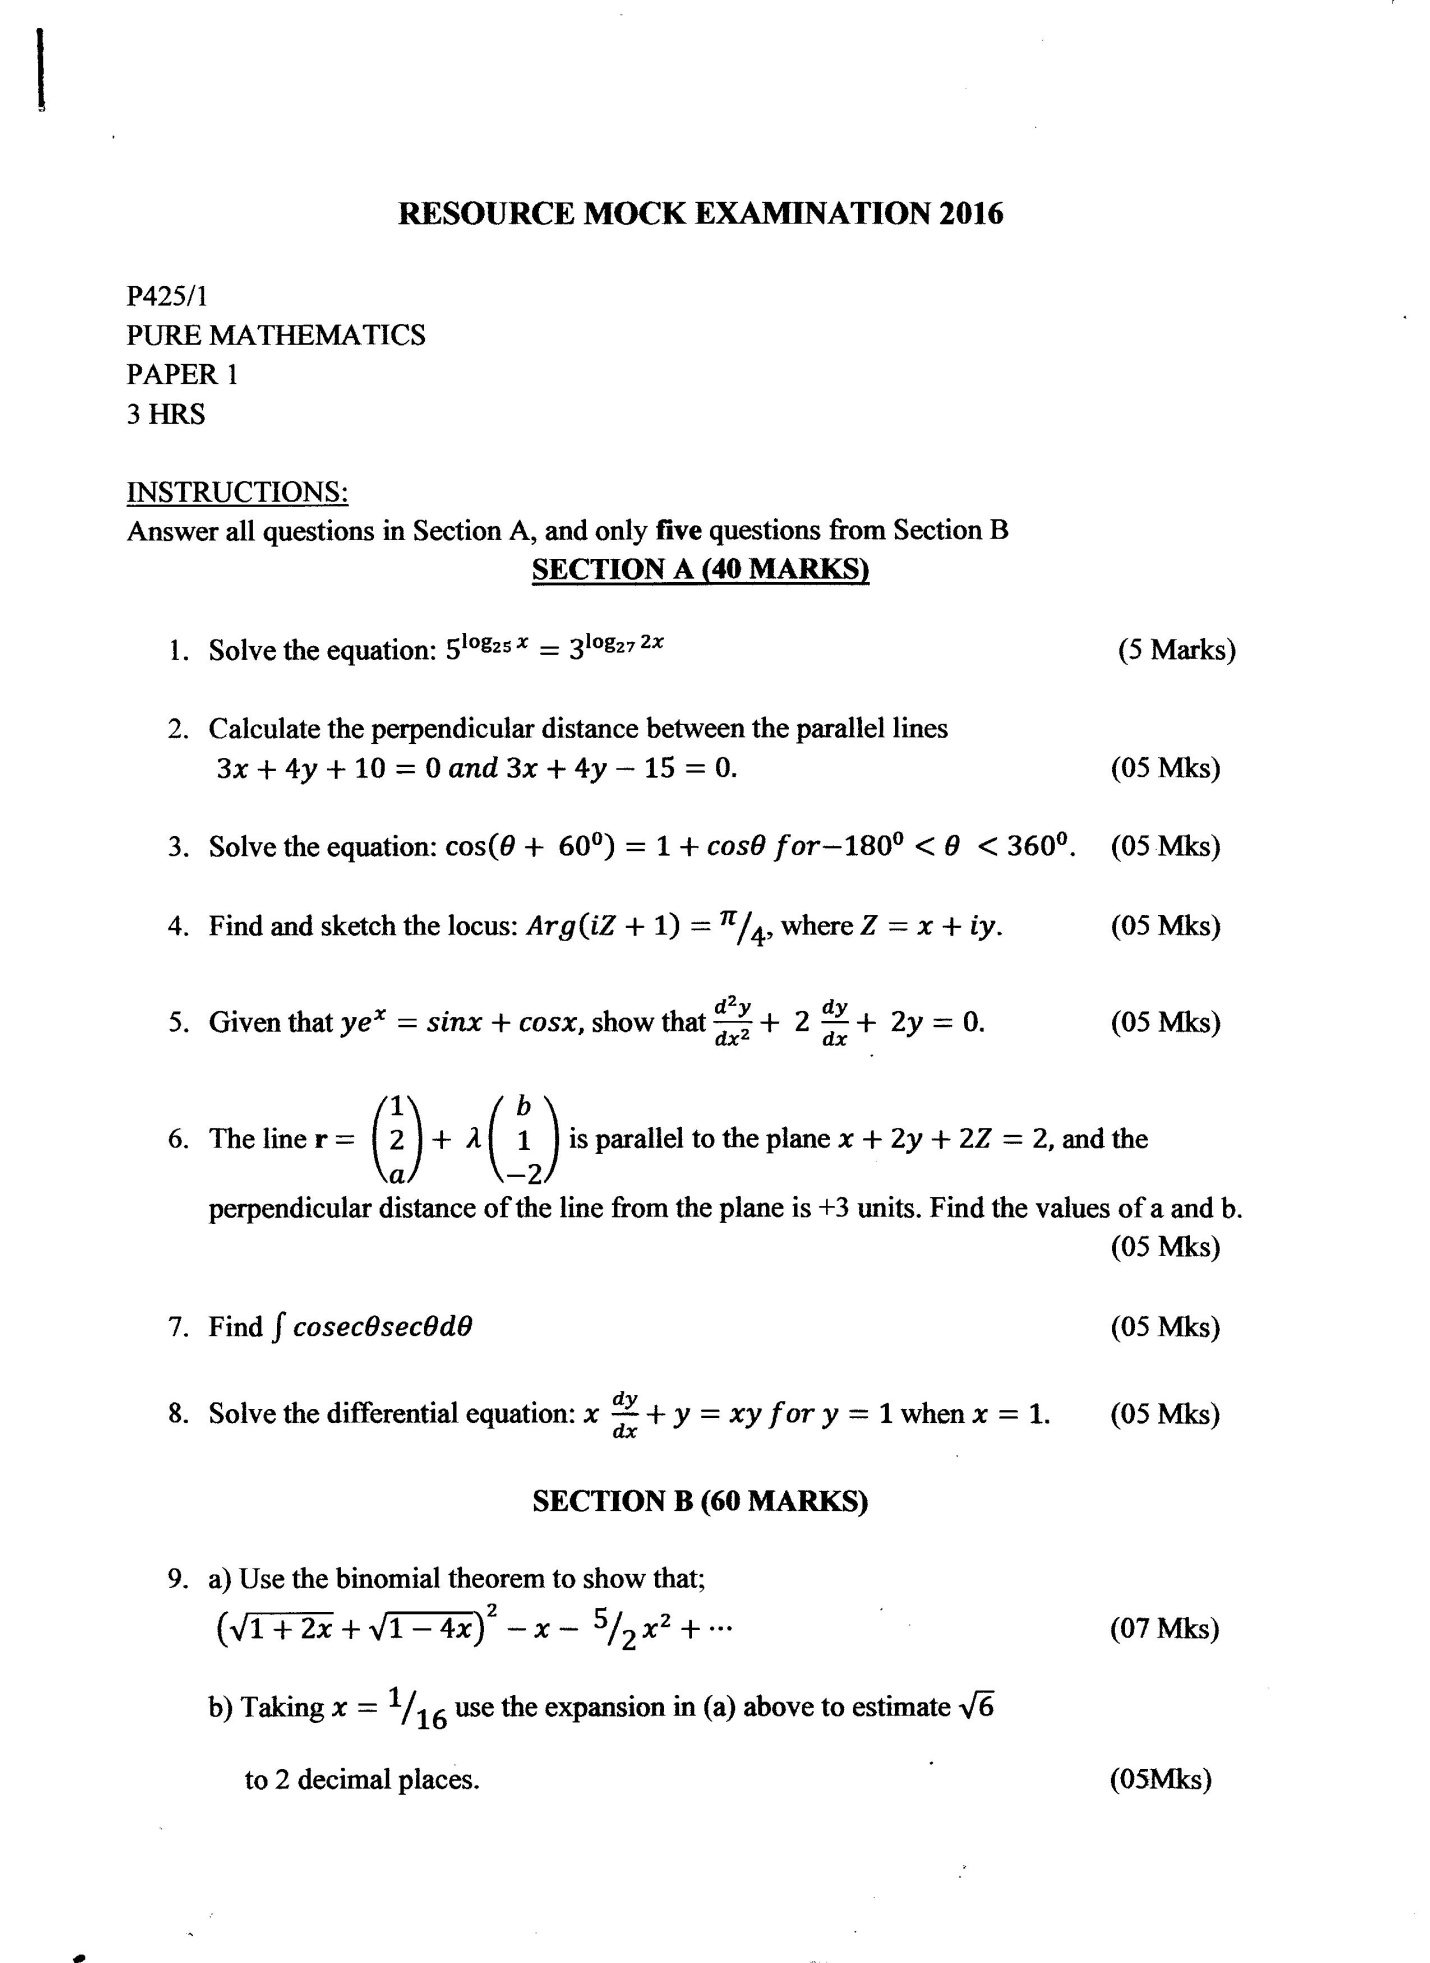 RESOURCE MOCK EXAMINATION 2016
P425/1
PURE MATHEMATICS
PAPER 1
3 HRS
INSTRUCTIONS:
Answer all questions in Section A, and only five questions from Section B
SECTION A (40 MARKS)
1. Solve the equation: 5^{log₂₅ x} = 3^{log₂₇ 2x} (5 Marks)
2. Calculate the perpendicular distance between the parallel lines
3x + 4y + 10 = 0 and 3x + 4y − 15 = 0. (05 Mks)
3. Solve the equation: cos(θ + 60⁰) = 1 + cosθ for−180⁰ < θ < 360⁰. (05 Mks)
4. Find and sketch the locus: Arg(iZ + 1) = π/4, where Z = x + iy. (05 Mks)
5. Given that yeˣ = sinx + cosx, show that d²y/dx² + 2 dy/dx + 2y = 0. (05 Mks)
6. The line r = (1 2 a) + λ (b 1 −2) is parallel to the plane x + 2y + 2Z = 2, and the
perpendicular distance of the line from the plane is +3 units. Find the values of a and b.
(05 Mks)
7. Find ∫ cosecθsecθdθ (05 Mks)
8. Solve the differential equation: x dy/dx + y = xy for y = 1 when x = 1. (05 Mks)
SECTION B (60 MARKS)
9. a) Use the binomial theorem to show that;
(√(1 + 2x) + √(1 − 4x))² − x − 5/2 x² + ⋯ (07 Mks)
b) Taking x = 1/16 use the expansion in (a) above to estimate √6
to 2 decimal places. (05Mks)